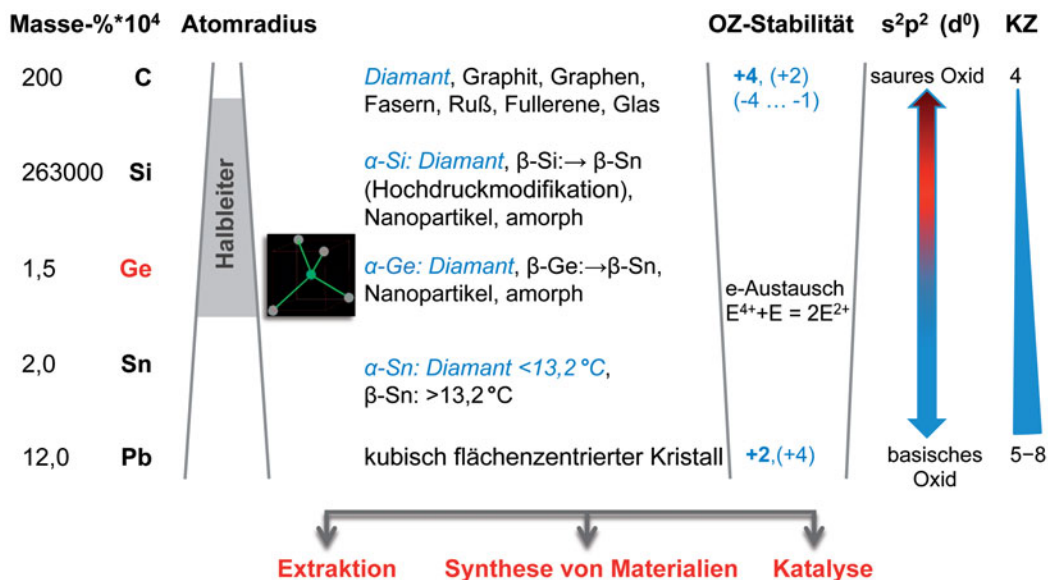 Masse-%*10⁴ Atomradius OZ-Stabilität s²p² (d⁰) KZ
200 C Diamant, Graphit, Graphen, +4, (+2) saures Oxid 4
Fasern, Ruß, Fullerene, Glas (-4 ... -1)
263000 Si α-Si: Diamant, β-Si:→ β-Sn
(Hochdruckmodifikation),
Nanopartikel, amorph
Halbleiter
1,5 Ge α-Ge: Diamant, β-Ge:→β-Sn,
Nanopartikel, amorph
e-Austausch
E⁴⁺+E = 2E²⁺
2,0 Sn α-Sn: Diamant <13,2 °C,
β-Sn: >13,2 °C
12,0 Pb kubisch flächenzentrierter Kristall +2,(+4) basisches 5–8
Oxid
Extraktion Synthese von Materialien Katalyse